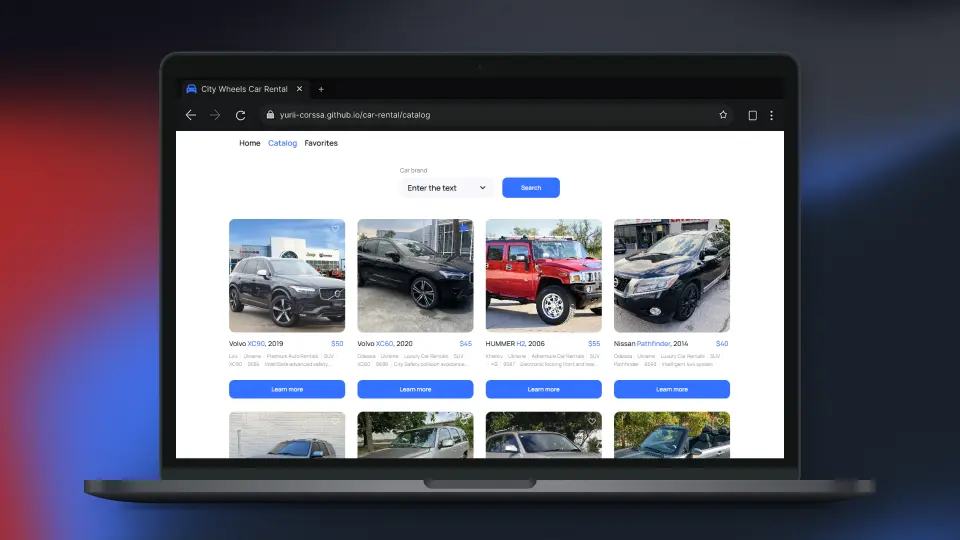 City Wheels Car Rental
yurii-corssa.github.io/car-rental/catalog
Home Catalog Favorites
Car brand
Enter the text
Search
Volvo XC90, 2019 $50
Lviv Ukraine Premium Auto Rentals SUV
XC90 IntelliSafe advanced safety...
Volvo XC60, 2020 $45
Odessa Ukraine Luxury Car Rentals SUV
XC60 9589 City Safety collision avoidance...
HUMMER H2, 2006 $55
Kharkiv Ukraine Adventure Car Rentals SUV
H2 9587 Electronic locking front and rear...
Nissan Pathfinder, 2014 $40
Odessa Ukraine Luxury Car Rentals SUV
Pathfinder Intelligent 4x4 system
Learn more
Learn more
Learn more
Learn more